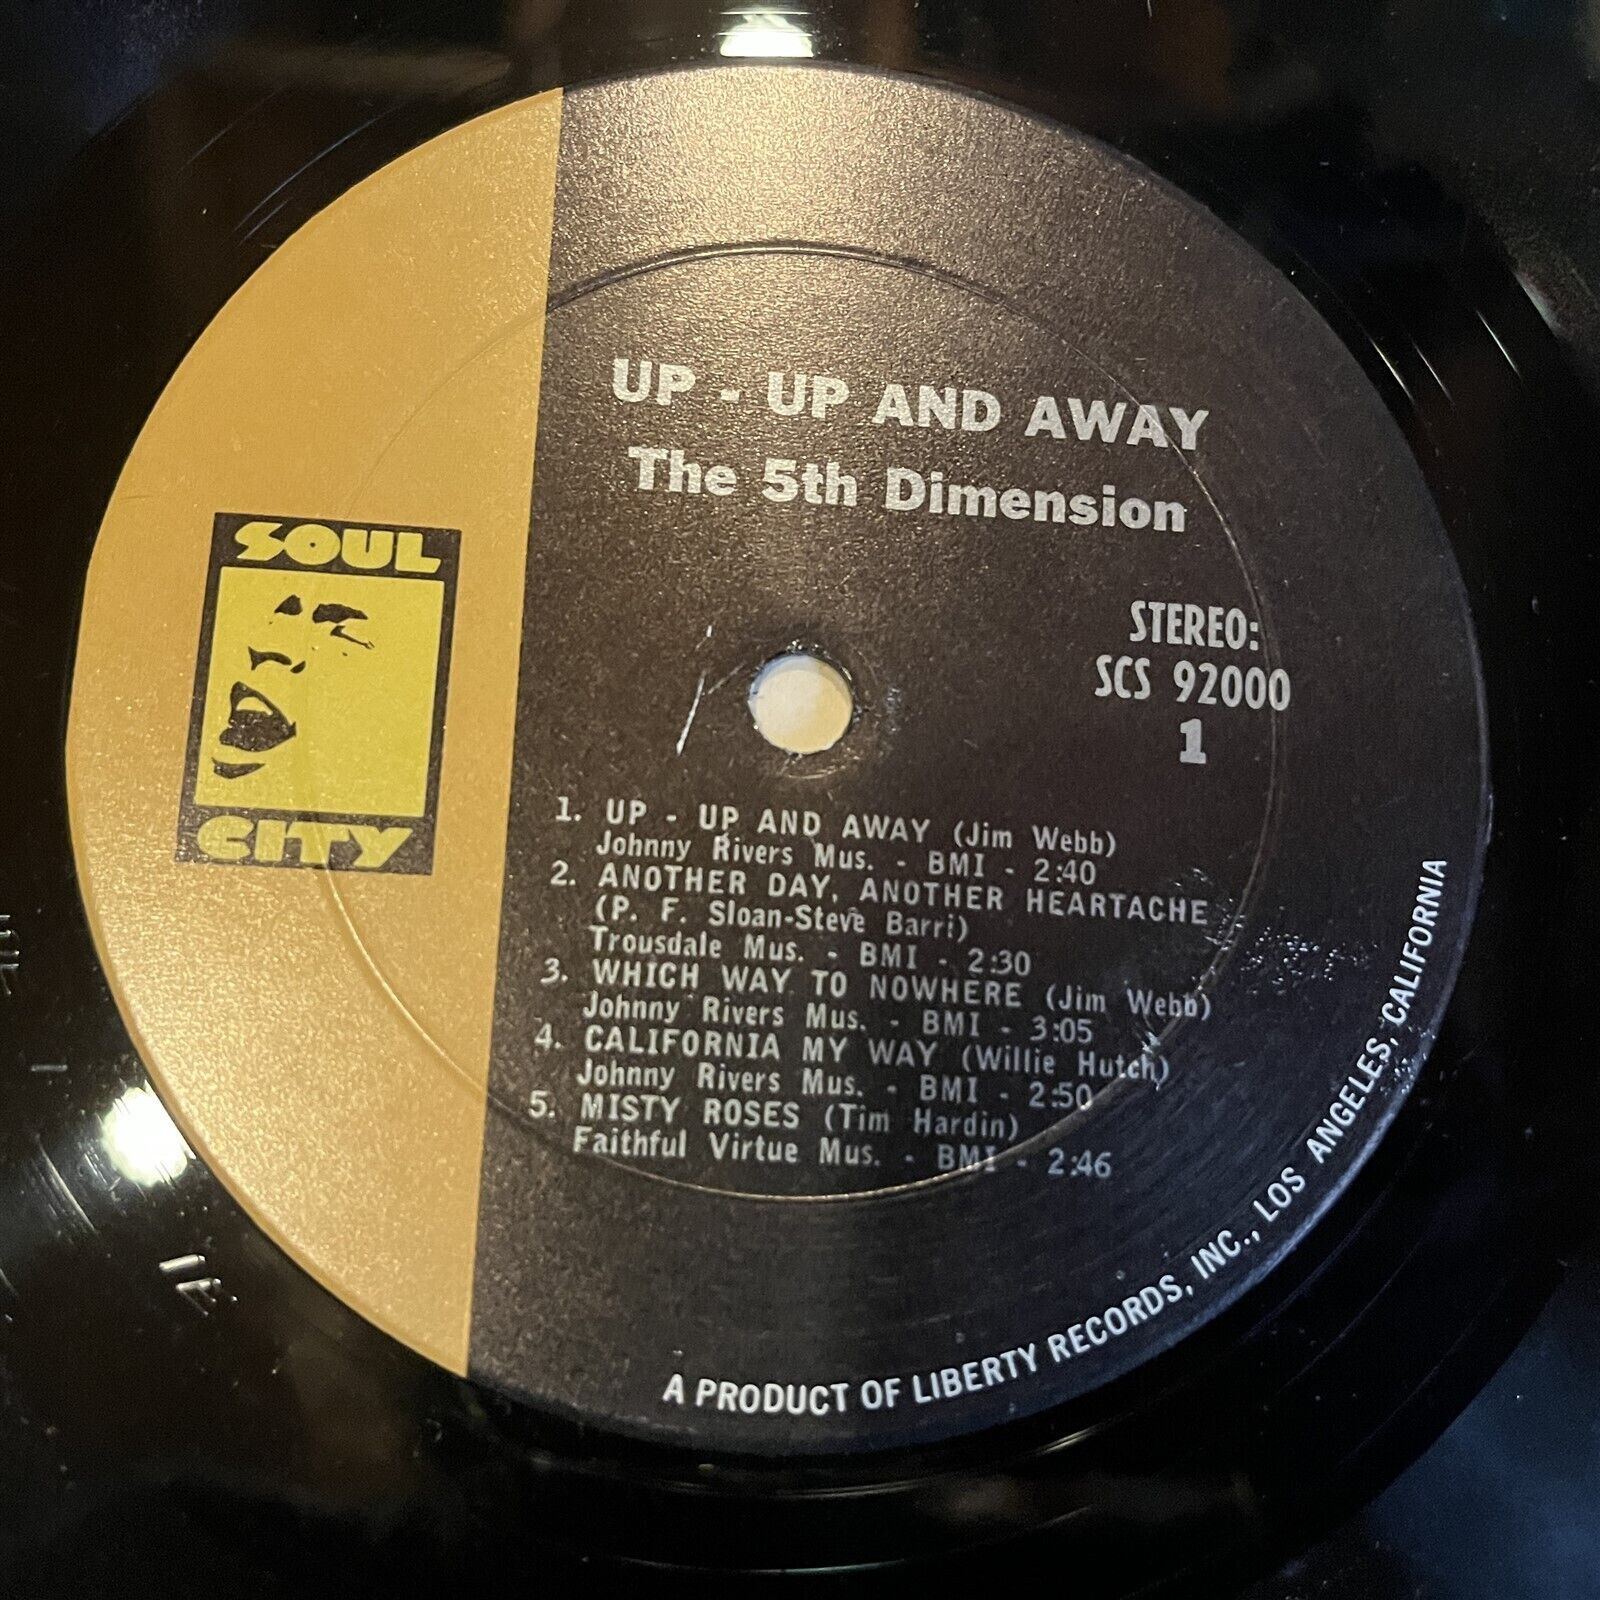 UP - UP AND AWAY
The 5th Dimension
SOUL
CITY
STEREO:
SCS 92000
1
1. UP - UP AND AWAY (Jim Webb)
Johnny Rivers Mus. - BMI - 2:40
2. ANOTHER DAY, ANOTHER HEARTACHE
(P. F. Sloan-Steve Barri)
Trousdale Mus. - BMI - 2:30
3. WHICH WAY TO NOWHERE (Jim Webb)
Johnny Rivers Mus. - BMI - 3:05
4. CALIFORNIA MY WAY (Willie Hutch)
Johnny Rivers Mus. - BMI - 2:50
5. MISTY ROSES (Tim Hardin)
Faithful Virtue Mus. - BMI - 2:46
A PRODUCT OF LIBERTY RECORDS, INC., LOS ANGELES, CALIFORNIA